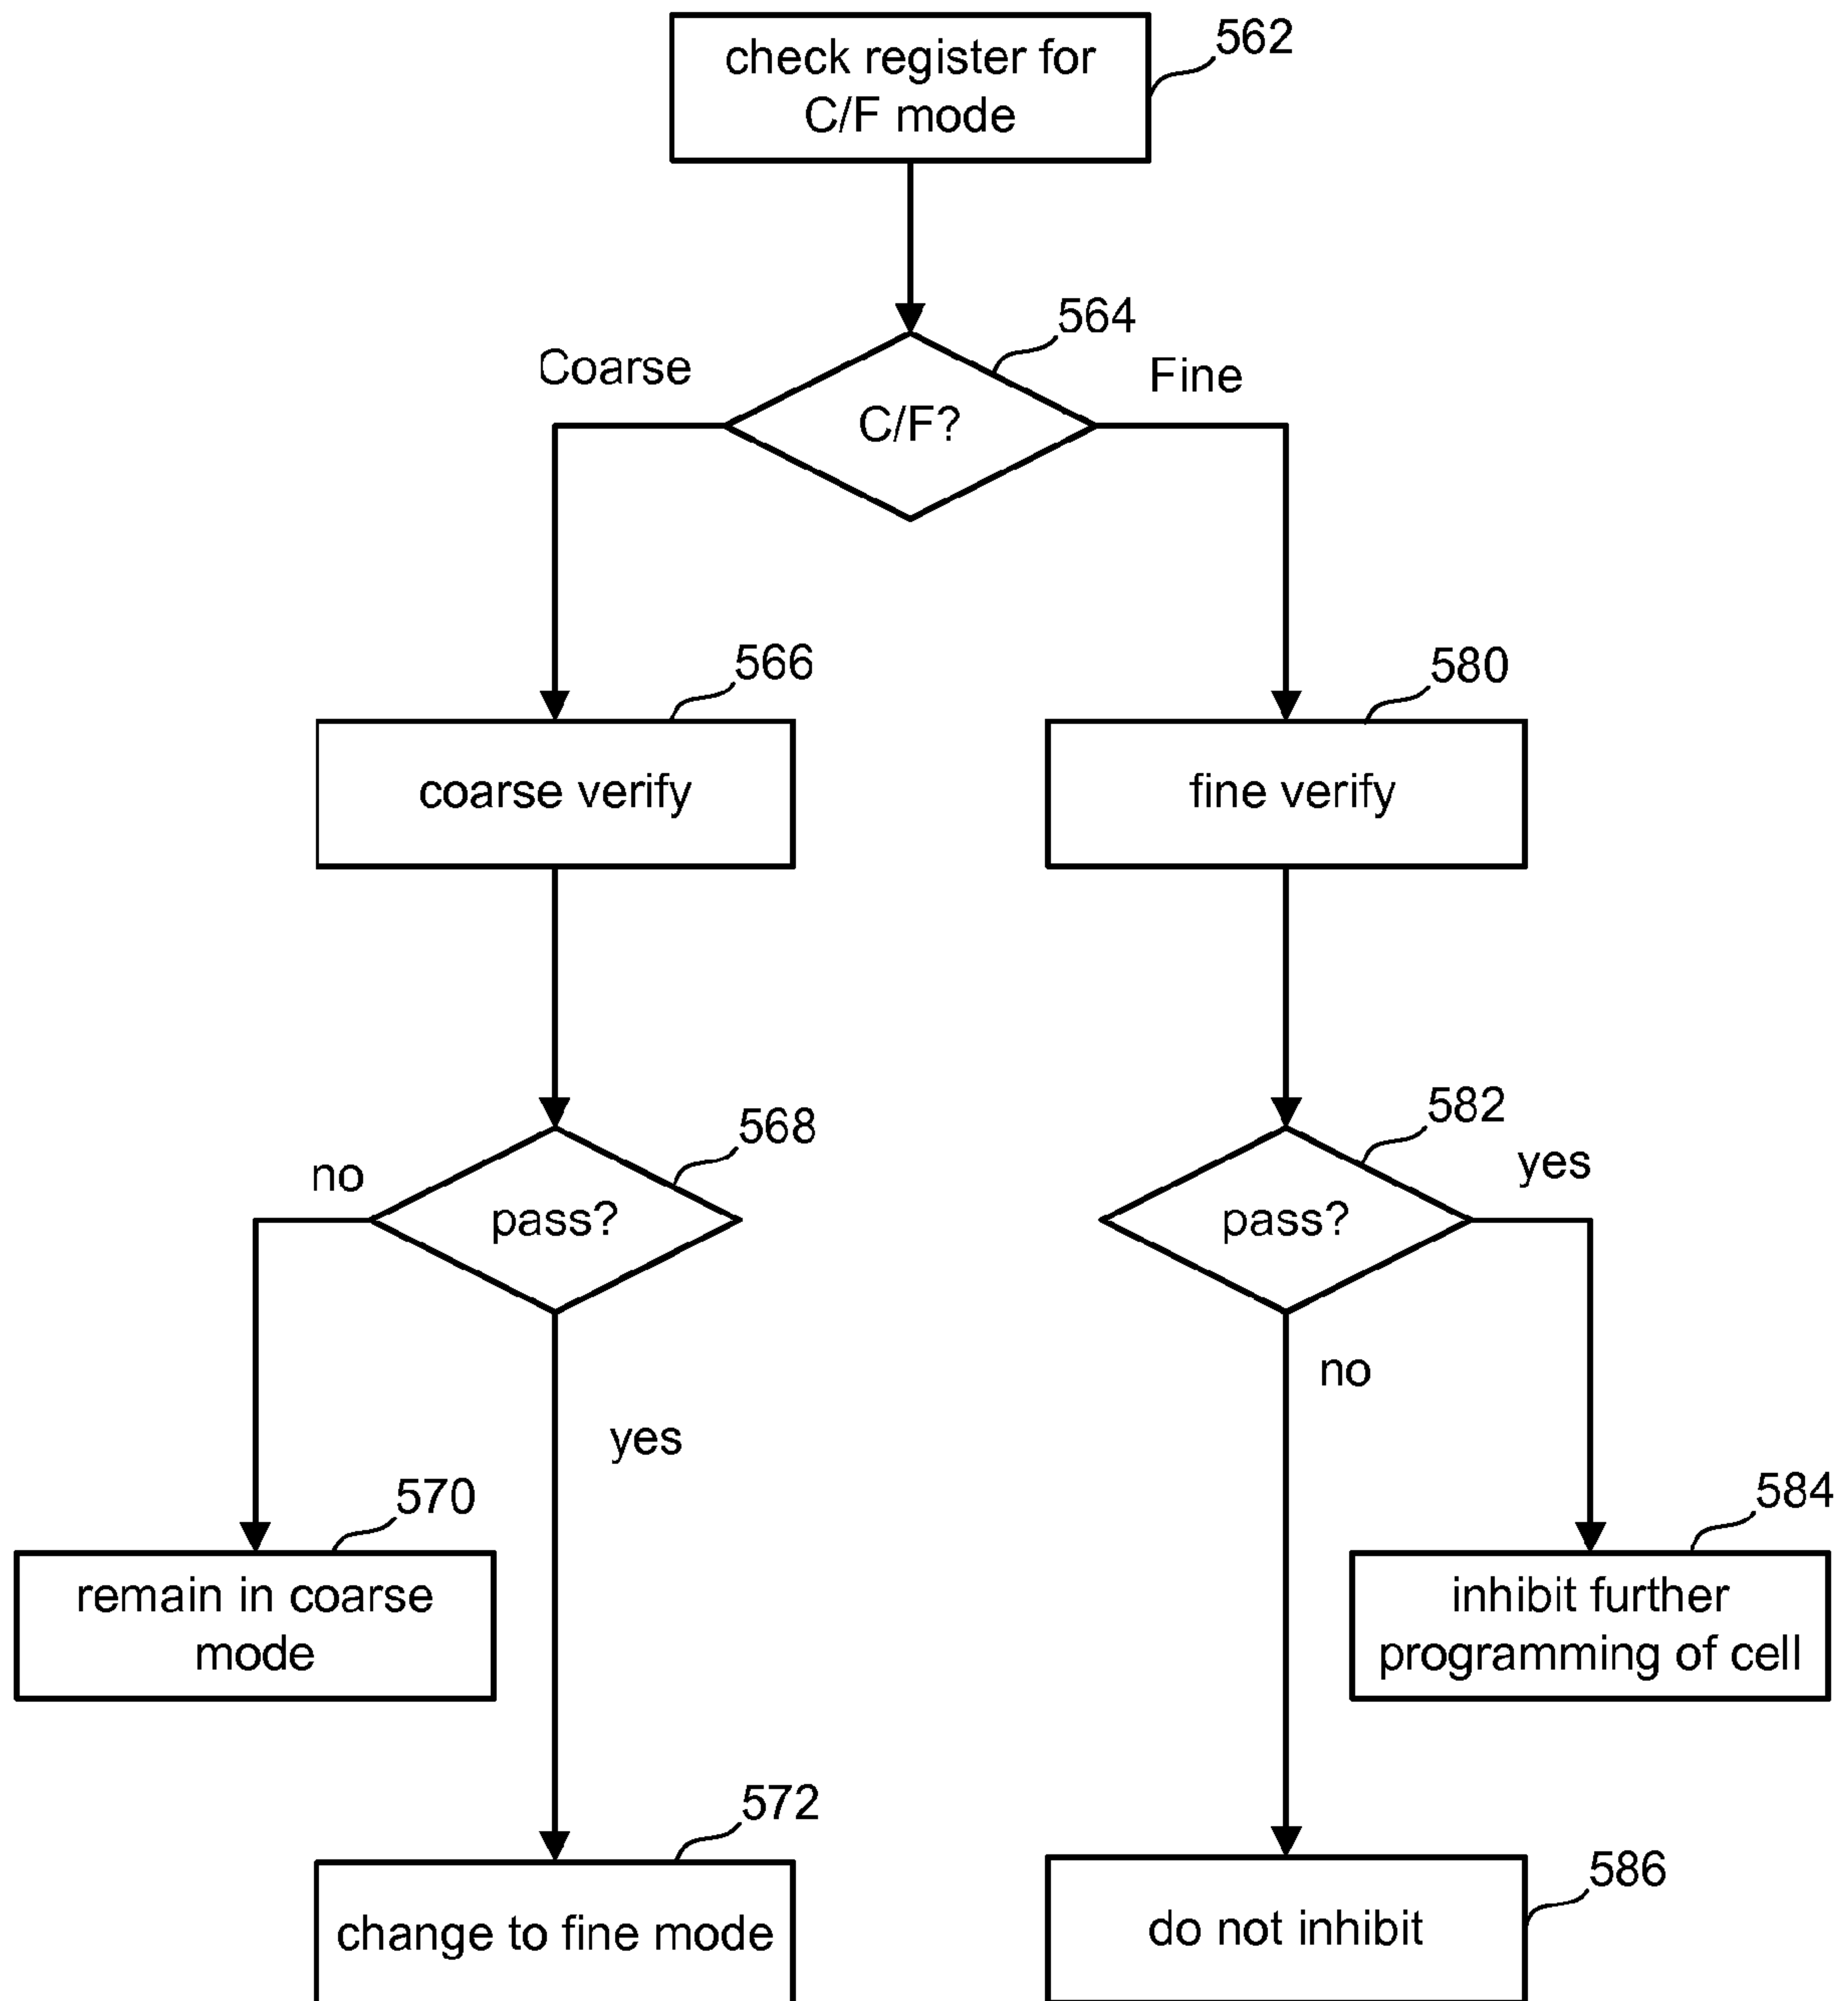 check register for
C/F mode
562
564
Coarse
Fine
C/F?
566
580
coarse verify
fine verify
568
582
no
yes
pass?
pass?
no
yes
570
584
remain in coarse
mode
inhibit further
programming of cell
572
586
change to fine mode
do not inhibit